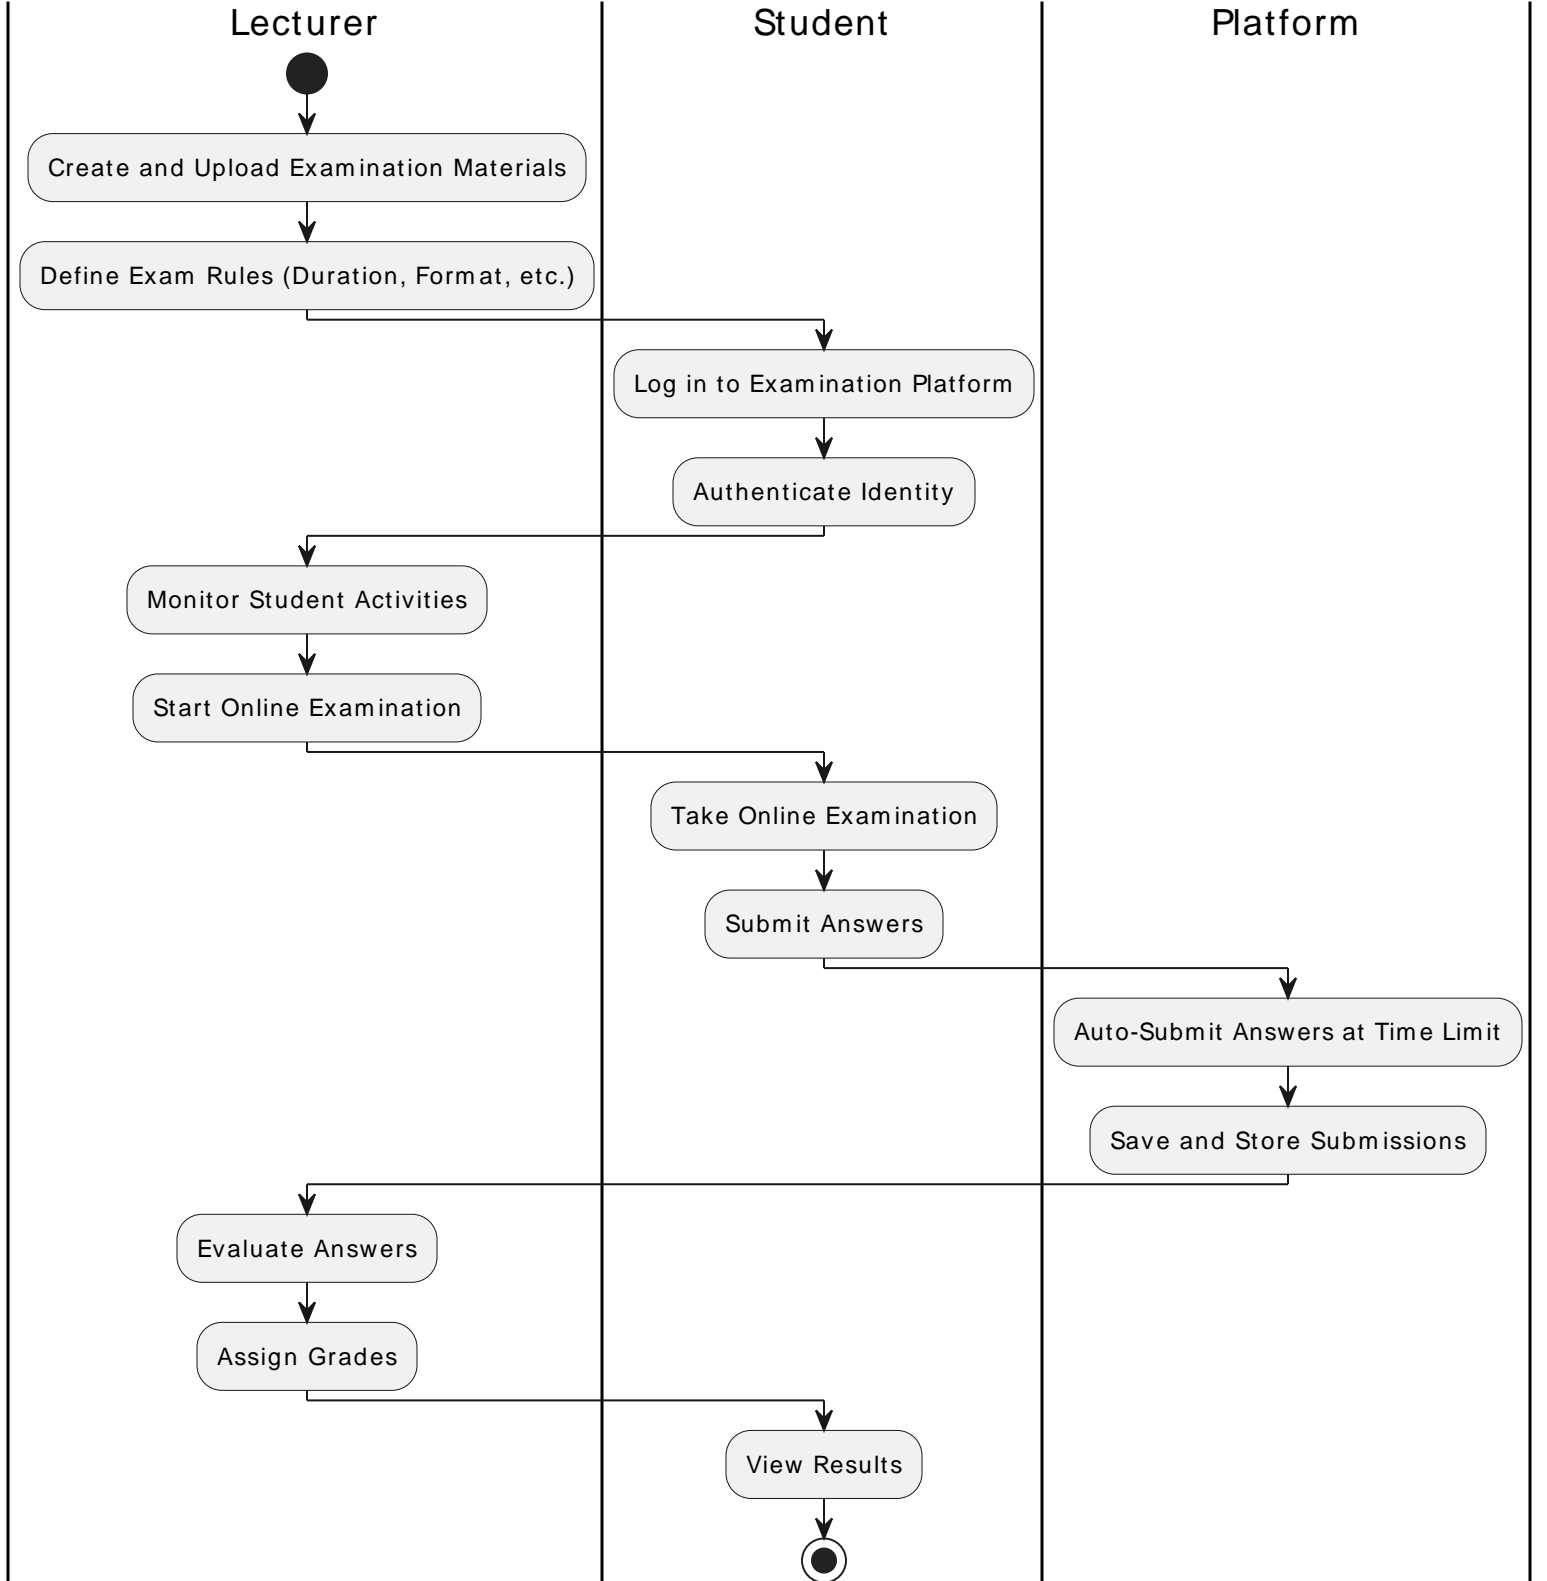 Lecturer
Student
Platform
Create and Upload Examination Materials
Define Exam Rules (Duration, Format, etc.)
Log in to Examination Platform
Authenticate Identity
Monitor Student Activities
Start Online Examination
Take Online Examination
Submit Answers
Auto-Submit Answers at Time Limit
Save and Store Submissions
Evaluate Answers
Assign Grades
View Results